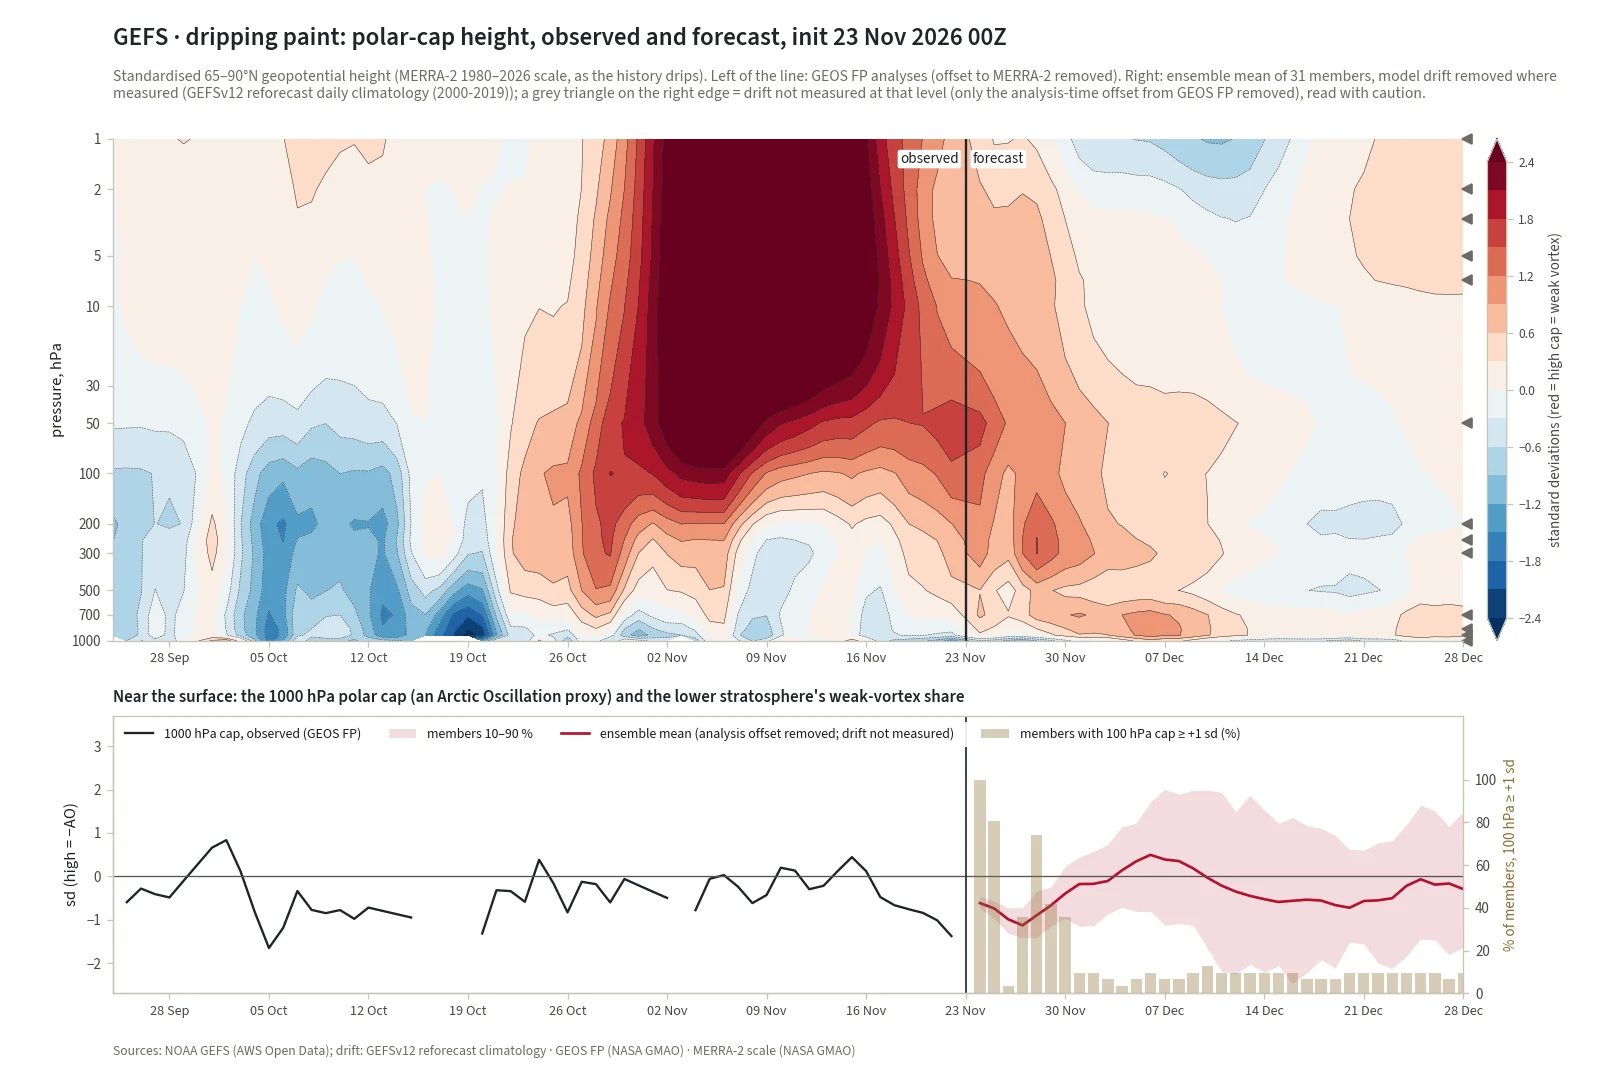 GEFS · dripping paint: polar-cap height, observed and forecast, init 23 Nov 2026 00Z
Standardised 65–90°N geopotential height (MERRA-2 1980–2026 scale, as the history drips). Left of the line: GEOS FP analyses (offset to MERRA-2 removed). Right: ensemble mean of 31 members, model drift removed where
measured (GEFSv12 reforecast daily climatology (2000-2019)); a grey triangle on the right edge = drift not measured at that level (only the analysis-time offset from GEOS FP removed), read with caution.
pressure, hPa
1
2
5
10
30
50
100
200
300
500
700
1000
observed
forecast
28 Sep
05 Oct
12 Oct
19 Oct
26 Oct
02 Nov
09 Nov
16 Nov
23 Nov
30 Nov
07 Dec
14 Dec
21 Dec
28 Dec
2.4
1.8
1.2
0.6
0.0
−0.6
−1.2
−1.8
−2.4
standard deviations (red = high cap = weak vortex)
Near the surface: the 1000 hPa polar cap (an Arctic Oscillation proxy) and the lower stratosphere's weak-vortex share
1000 hPa cap, observed (GEOS FP)
members 10–90 %
ensemble mean (analysis offset removed; drift not measured)
members with 100 hPa cap ≥ +1 sd (%)
sd (high = −AO)
3
2
1
0
−1
−2
100
80
60
40
20
0
% of members, 100 hPa ≥ +1 sd
28 Sep
05 Oct
12 Oct
19 Oct
26 Oct
02 Nov
09 Nov
16 Nov
23 Nov
30 Nov
07 Dec
14 Dec
21 Dec
28 Dec
Sources: NOAA GEFS (AWS Open Data); drift: GEFSv12 reforecast climatology · GEOS FP (NASA GMAO) · MERRA-2 scale (NASA GMAO)